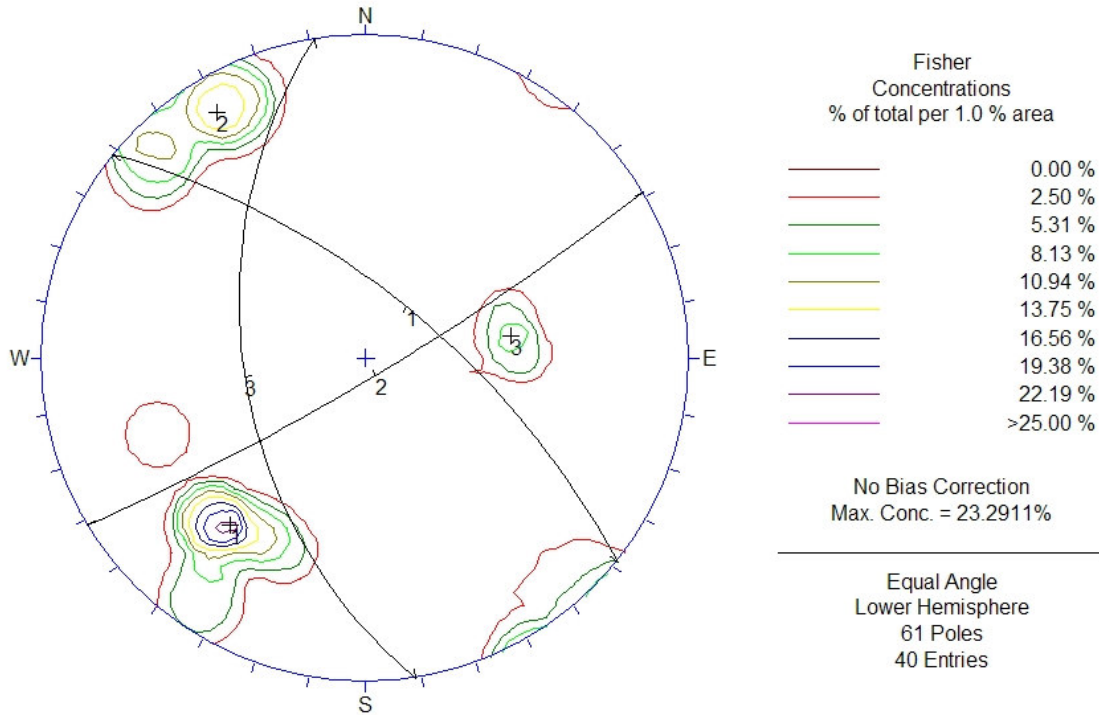 N
2
1
W
E
3
3
2
1
S
Fisher
Concentrations
% of total per 1.0 % area
0.00 %
2.50 %
5.31 %
8.13 %
10.94 %
13.75 %
16.56 %
19.38 %
22.19 %
>25.00 %
No Bias Correction
Max. Conc. = 23.2911%
Equal Angle
Lower Hemisphere
61 Poles
40 Entries